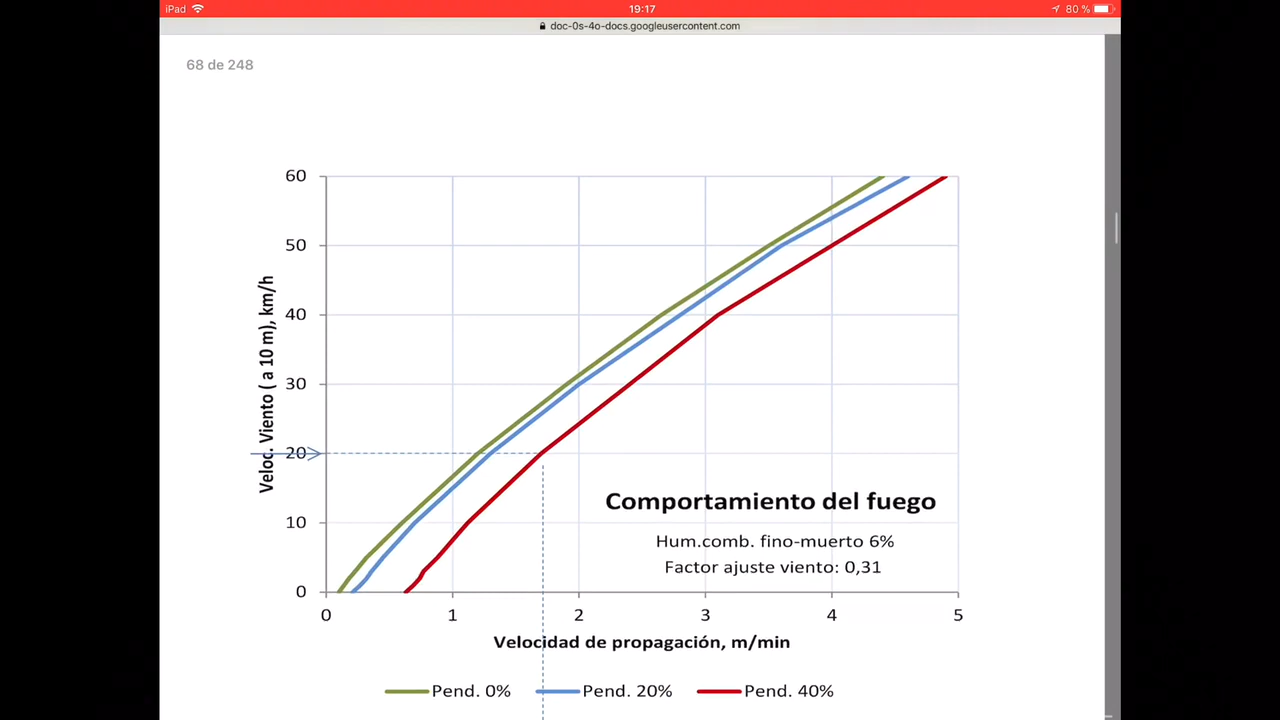 iPad 19:17 80 %
doc-0s-4o-docs.googleusercontent.com
68 de 248
60
50
40
30
20
10
0
Veloc. Viento ( a 10 m), km/h
Comportamiento del fuego
Hum.comb. fino-muerto 6%
Factor ajuste viento: 0,31
0 1 2 3 4 5
Velocidad de propagación, m/min
Pend. 0% Pend. 20% Pend. 40%